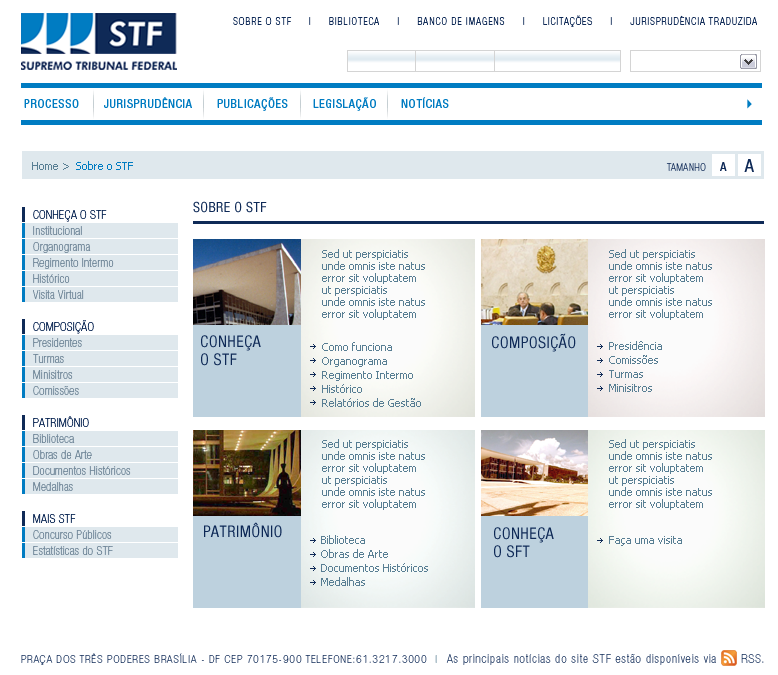 STF
SUPREMO TRIBUNAL FEDERAL
SOBRE O STF | BIBLIOTECA | BANCO DE IMAGENS | LICITAÇÕES | JURISPRUDÊNCIA TRADUZIDA
PROCESSO JURISPRUDÊNCIA PUBLICAÇÕES LEGISLAÇÃO NOTÍCIAS
Home > Sobre o STF
TAMANHO A A
CONHEÇA O STF
Institucional
Organograma
Regimento Intermo
Histórico
Visita Virtual
COMPOSIÇÃO
Presidentes
Turmas
Minisitros
Comissões
PATRIMÔNIO
Biblioteca
Obras de Arte
Documentos Históricos
Medalhas
MAIS STF
Concurso Públicos
Estatísticas do STF
SOBRE O STF
CONHEÇA
O STF
Sed ut perspiciatis
unde omnis iste natus
error sit voluptatem
ut perspiciatis
unde omnis iste natus
error sit voluptatem
Como funciona
Organograma
Regimento Intermo
Histórico
Relatórios de Gestão
COMPOSIÇÃO
Sed ut perspiciatis
unde omnis iste natus
error sit voluptatem
ut perspiciatis
unde omnis iste natus
error sit voluptatem
Presidência
Comissões
Turmas
Minisitros
PATRIMÔNIO
Sed ut perspiciatis
unde omnis iste natus
error sit voluptatem
ut perspiciatis
unde omnis iste natus
error sit voluptatem
Biblioteca
Obras de Arte
Documentos Históricos
Medalhas
CONHEÇA
O SFT
Sed ut perspiciatis
unde omnis iste natus
error sit voluptatem
ut perspiciatis
unde omnis iste natus
error sit voluptatem
Faça uma visita
PRAÇA DOS TRÊS PODERES BRASÍLIA - DF CEP 70175-900 TELEFONE:61.3217.3000 | As principais notícias do site STF estão disponíveis via RSS.